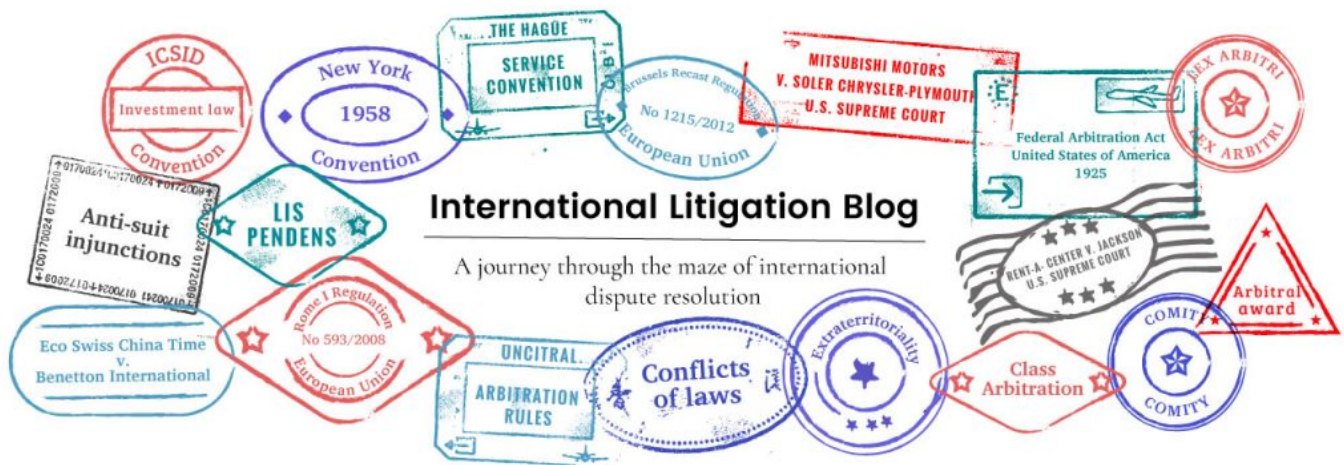 ICSID
Investment law
Convention
New York
1958
Convention
THE HAGUE
SERVICE
CONVENTION
Brussels Recast Regulation
No 1215/2012
European Union
MITSUBISHI MOTORS
V. SOLER CHRYSLER-PLYMOUTH
U.S. SUPREME COURT
E
Federal Arbitration Act
United States of America
1925
LEX ARBITRI
LEX ARBITRI
Anti-suit
injunctions
LIS
PENDENS
International Litigation Blog
A journey through the maze of international
dispute resolution
RENT-A- CENTER V. JACKSON
U.S. SUPREME COURT
Arbitral
award
Eco Swiss China Time
v.
Benetton International
Rome I Regulation
No 593/2008
European Union
UNCITRAL
ARBITRATION
RULES
Conflicts
of laws
Extraterritoriality
Class
Arbitration
COMITY
COMITY